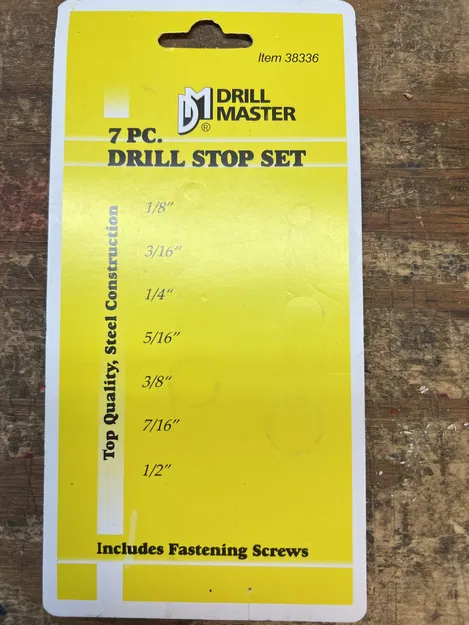 Item 38336
DM DRILL
MASTER
®
7 PC.
DRILL STOP SET
Top Quality, Steel Construction
1/8"
3/16"
1/4"
5/16"
3/8"
7/16"
1/2"
Includes Fastening Screws